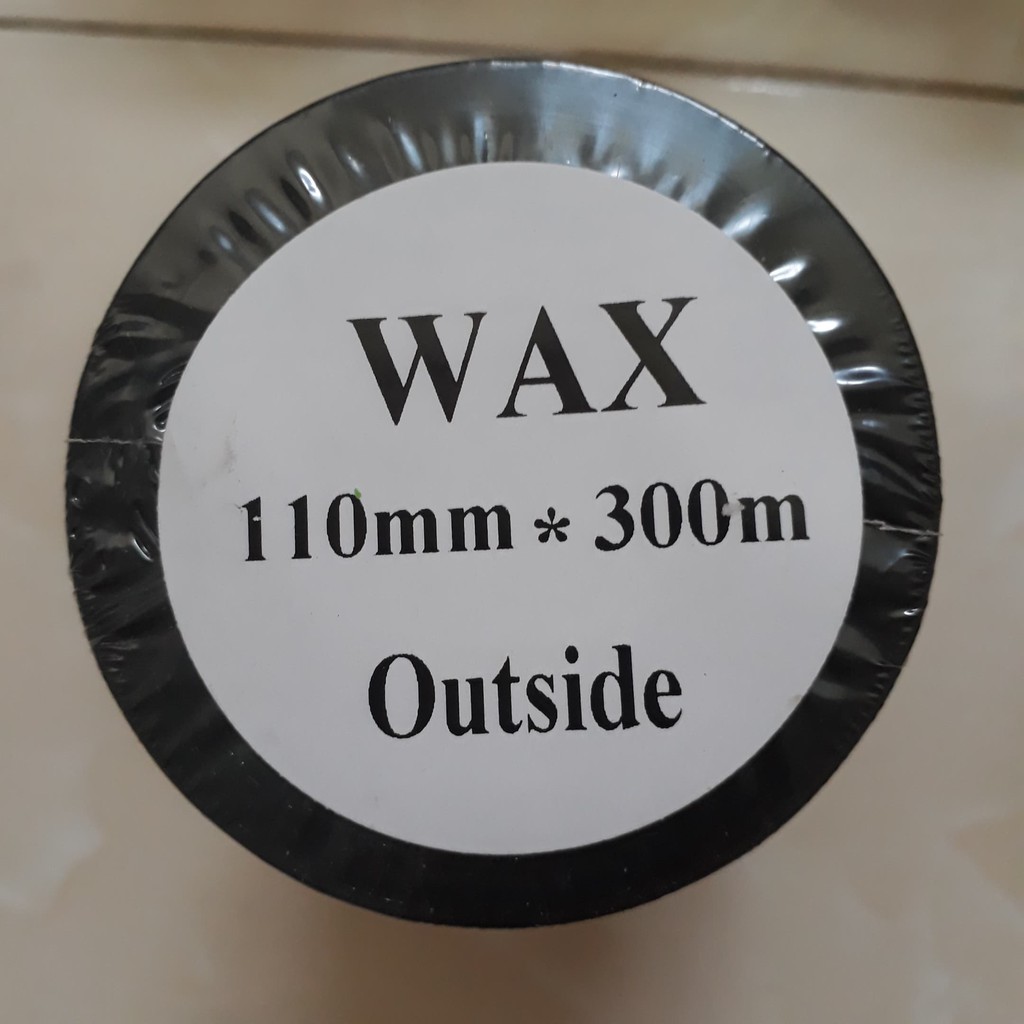 WAX
110mm * 300m
Outside